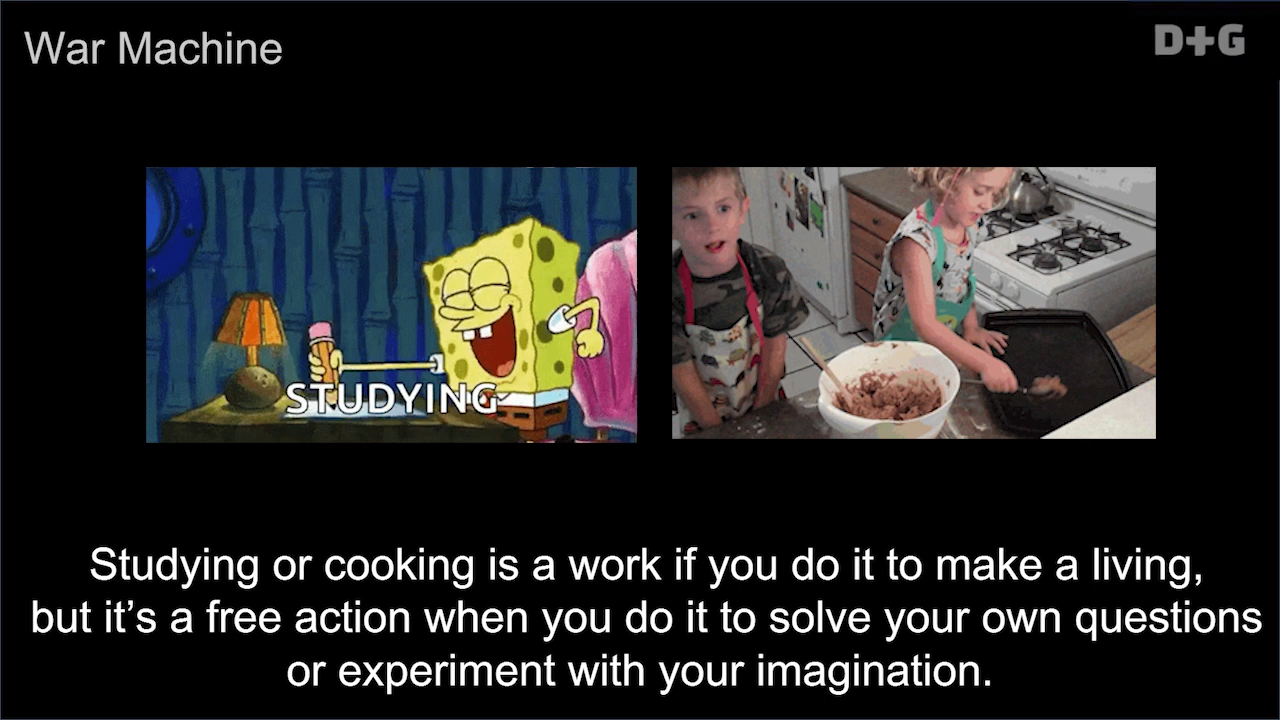 War Machine
D+G
STUDYING
Studying or cooking is a work if you do it to make a living,
but it’s a free action when you do it to solve your own questions
or experiment with your imagination.